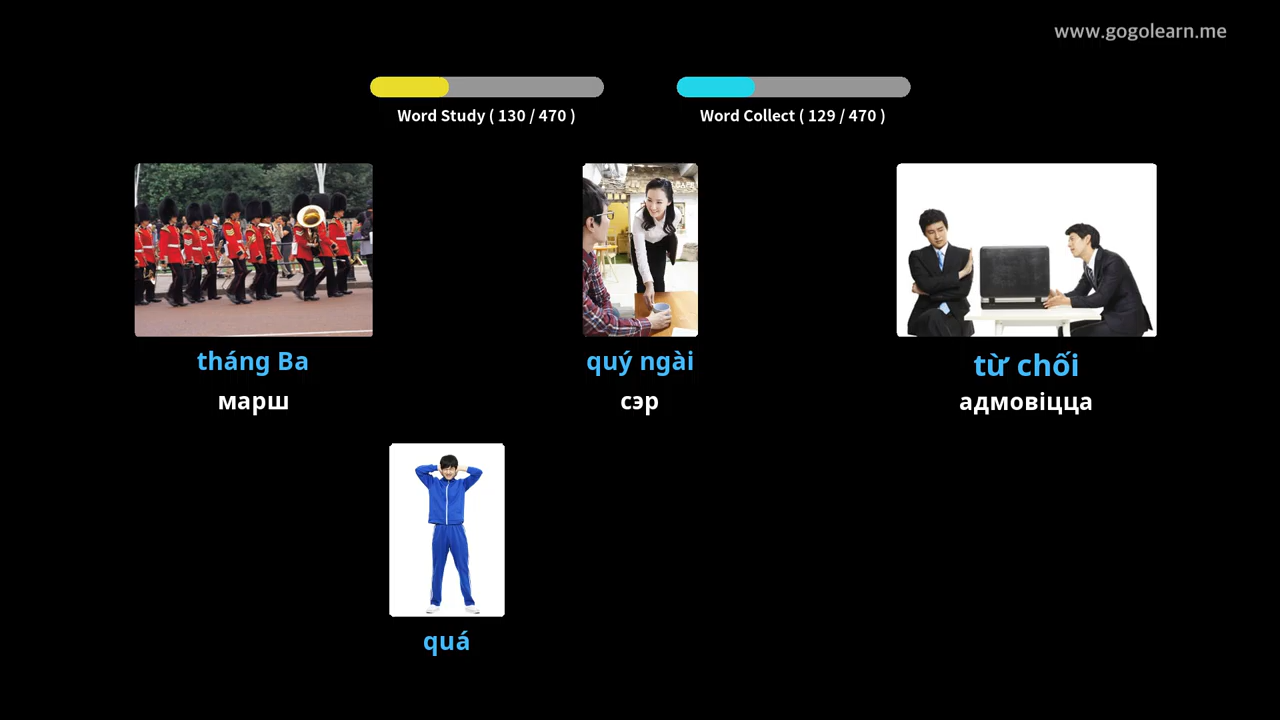 www.gogolearn.me
Word Study ( 130 / 470 )
Word Collect ( 129 / 470 )
tháng Ba
марш
quý ngài
сэр
từ chối
адмовіцца
quá